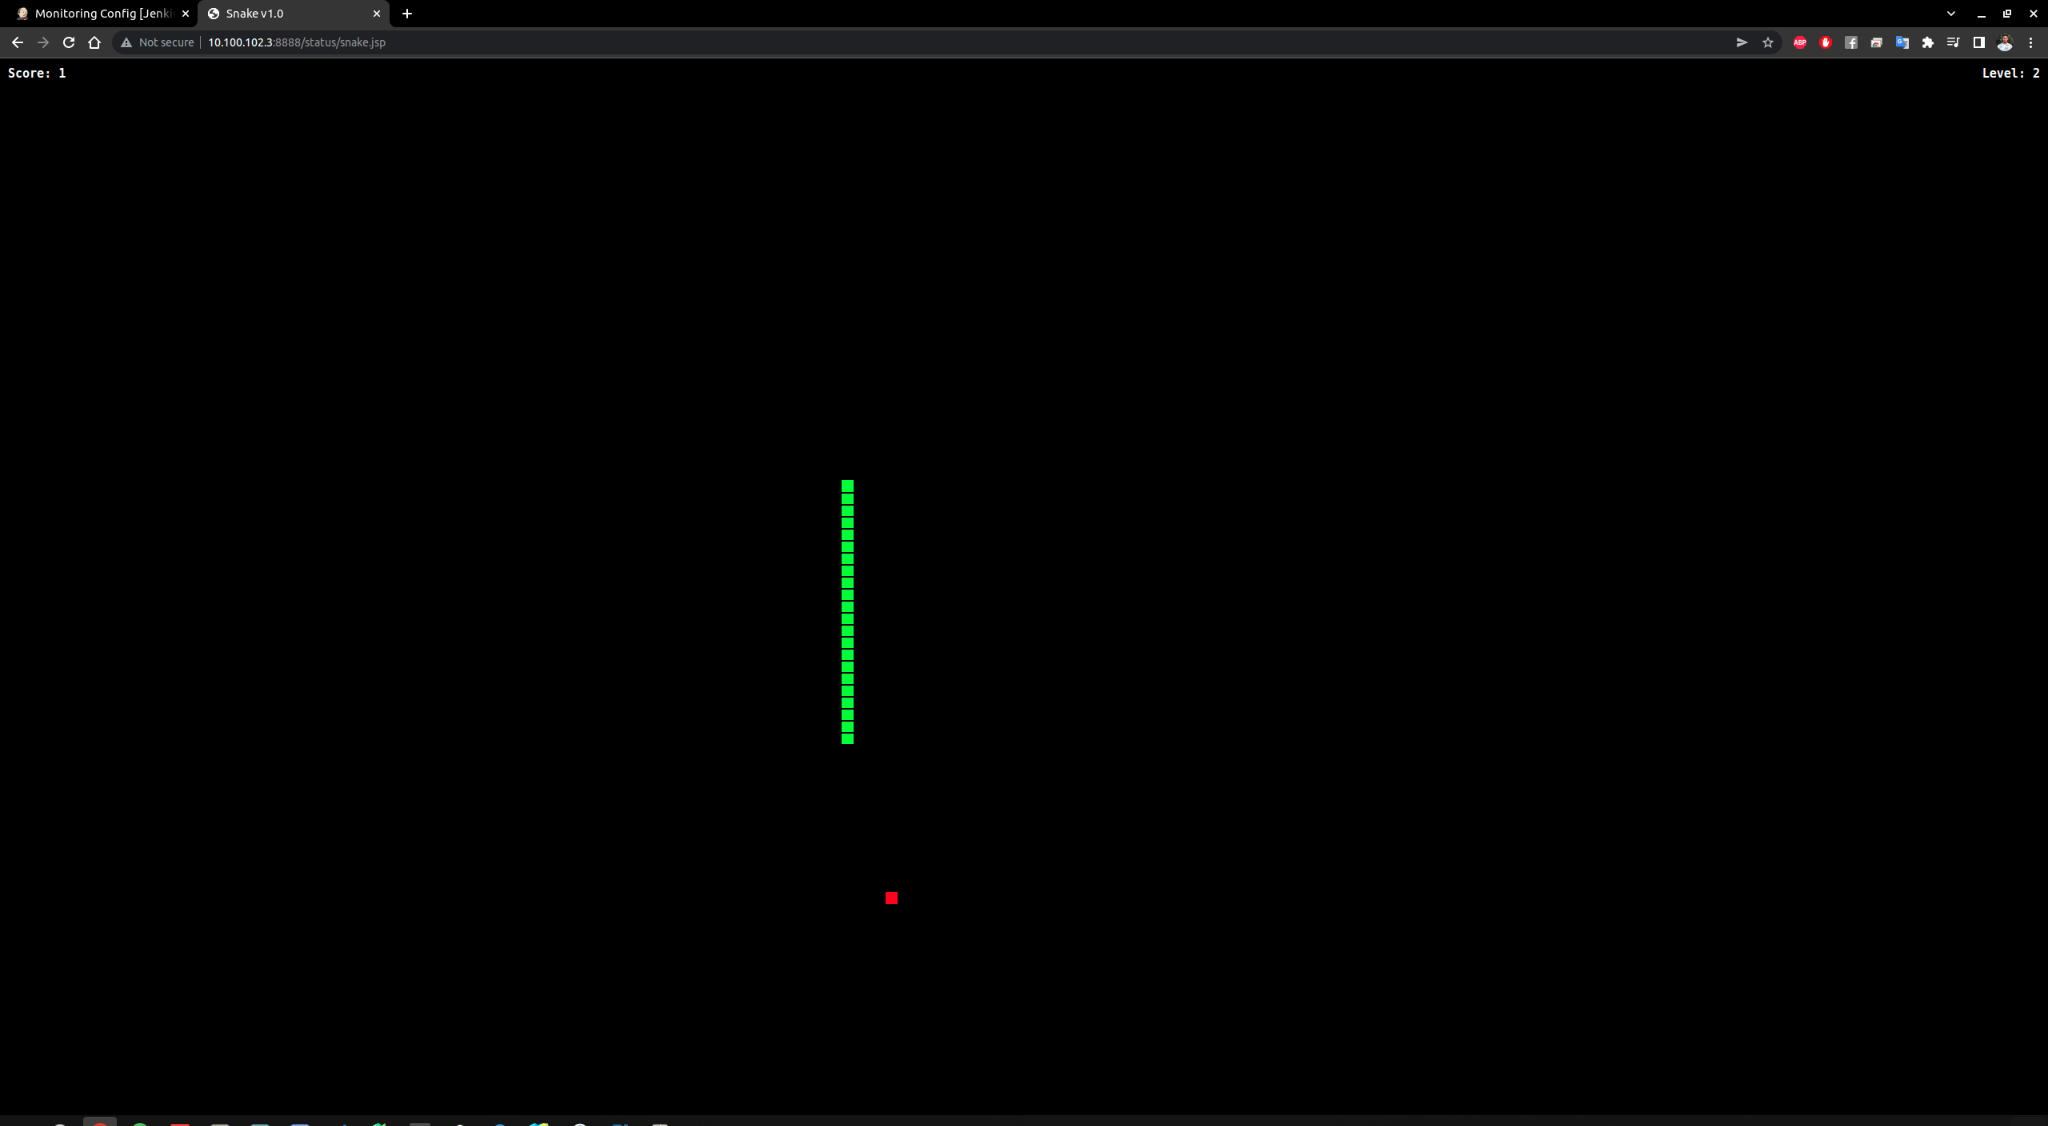 Monitoring Config [Jenki
Snake v1.0
Not secure
10.100.102.3:8888/status/snake.jsp
ABP
Score: 1
Level: 2